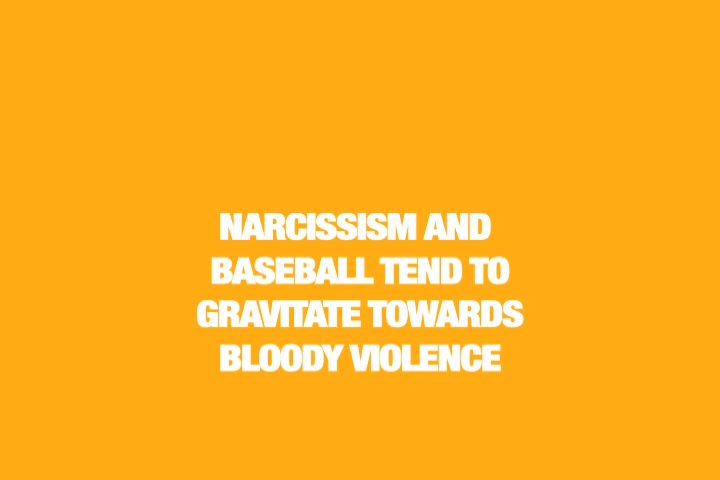 NARCISSISM AND
BASEBALL TEND TO
GRAVITATE TOWARDS
BLOODY VIOLENCE